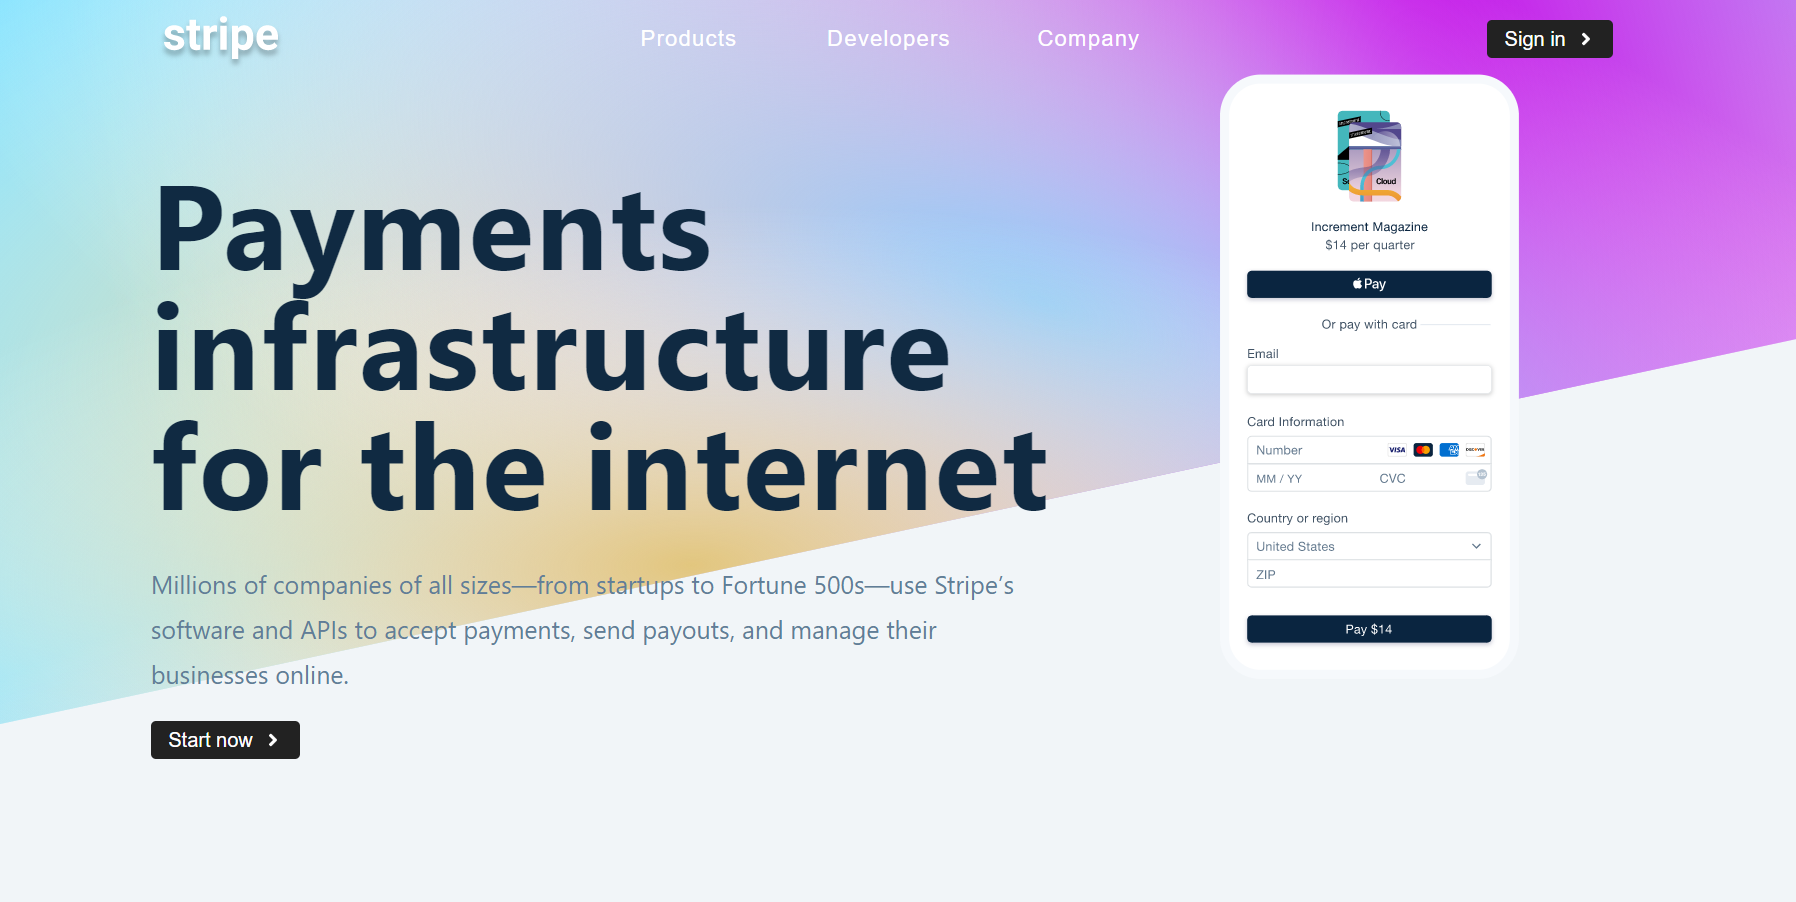 stripe
Products
Developers
Company
Sign in
Payments
infrastructure
for the internet
Millions of companies of all sizes—from startups to Fortune 500s—use Stripe’s
software and APIs to accept payments, send payouts, and manage their
businesses online.
Start now
Cloud
Increment Magazine
$14 per quarter
Pay
Or pay with card
Email
Card Information
Number
VISA
DISCOVER
MM / YY
CVC
Country or region
United States
ZIP
Pay $14